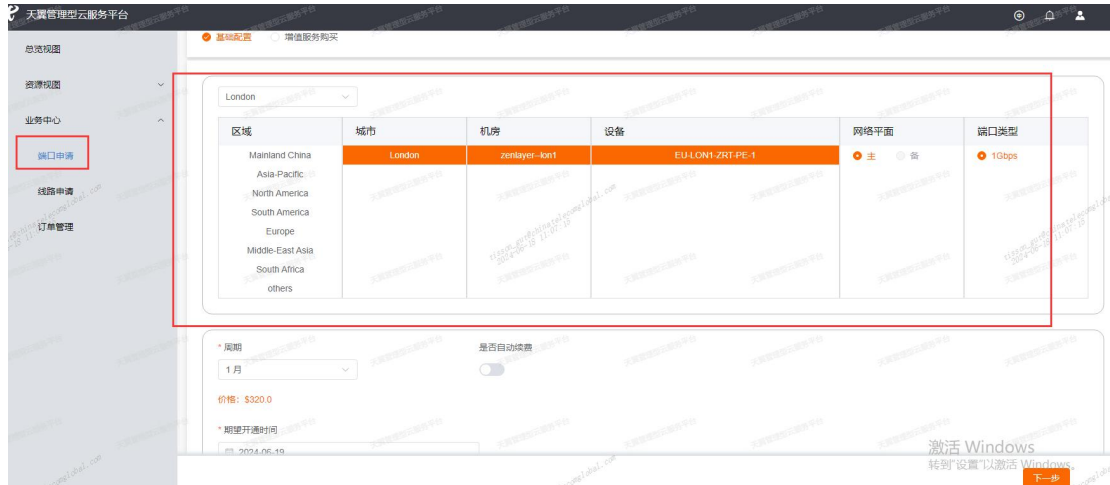 天翼管理型云服务平台
总览视图
基础配置 增值服务购买
资源视图
London
业务中心
区域 城市 机房 设备 网络平面 端口类型
端口申请
Mainland China London zenlayer--lon1 EU-LON1-ZRT-PE-1 主 备 1Gbps
Asia-Pacific
线路申请
North America
South America
订单管理
Europe
Middle-East Asia
South Africa
others
* 周期 是否自动续费
1 月
价格: $320.0
* 期望开通时间
2024-06-19
激活 Windows
转到"设置"以激活 Windows。
下一步